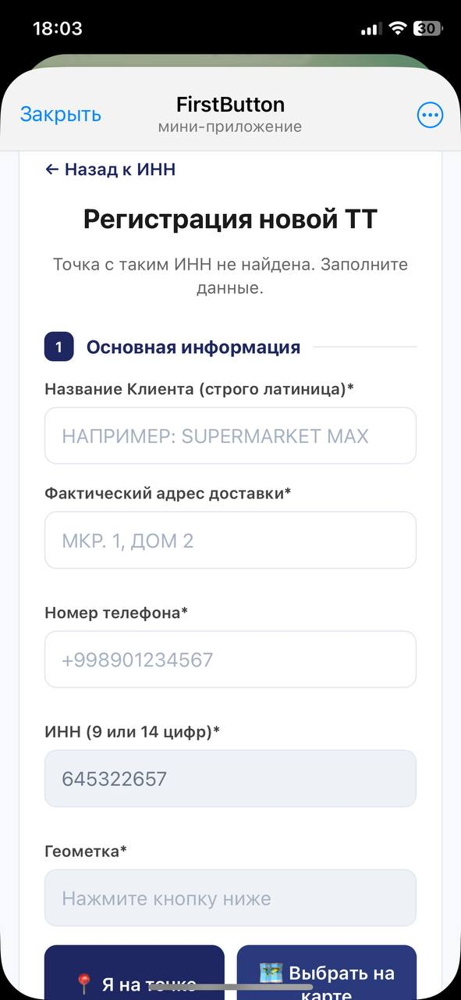 18:03
30
Закрыть
FirstButton
мини-приложение
← Назад к ИНН
Регистрация новой ТТ
Точка с таким ИНН не найдена. Заполните
данные.
1 Основная информация
Название Клиента (строго латиница)*
НАПРИМЕР: SUPERMARKET MAX
Фактический адрес доставки*
МКР. 1, ДОМ 2
Номер телефона*
+998901234567
ИНН (9 или 14 цифр)*
645322657
Геометка*
Нажмите кнопку ниже
Я на точке
Выбрать на
карте